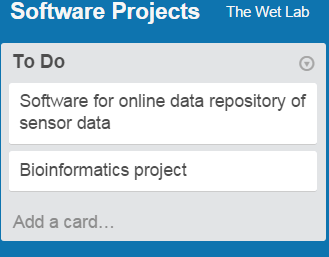 Software Projects The Wet Lab
To Do
Software for online data repository of
sensor data
Bioinformatics project
Add a card…